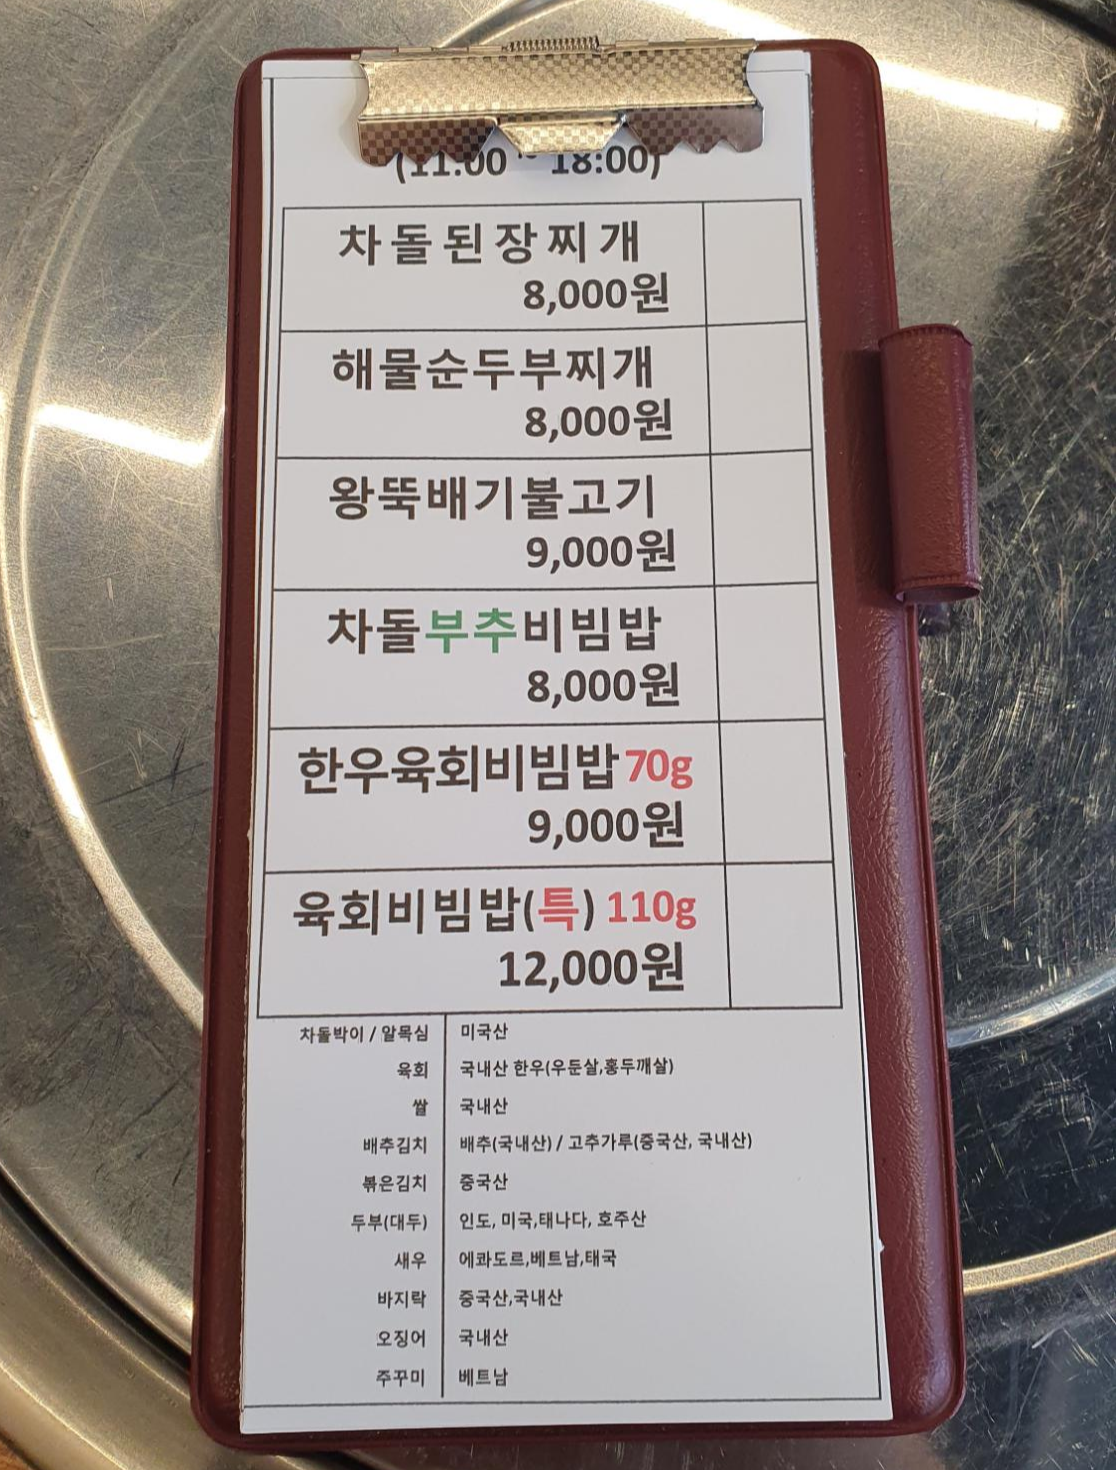 (11:00 ~ 18:00)
차돌된장찌개
8,000원
해물순두부찌개
8,000원
왕뚝배기불고기
9,000원
차돌부추비빔밥
8,000원
한우육회비빔밥 70g
9,000원
육회비빔밥(특) 110g
12,000원
차돌박이 / 알목심 미국산
육회 국내산 한우(우둔살,홍두깨살)
쌀 국내산
배추김치 배추(국내산) / 고추가루(중국산, 국내산)
볶은김치 중국산
두부(대두) 인도, 미국,태나다, 호주산
새우 에콰도르,베트남,태국
바지락 중국산,국내산
오징어 국내산
주꾸미 베트남